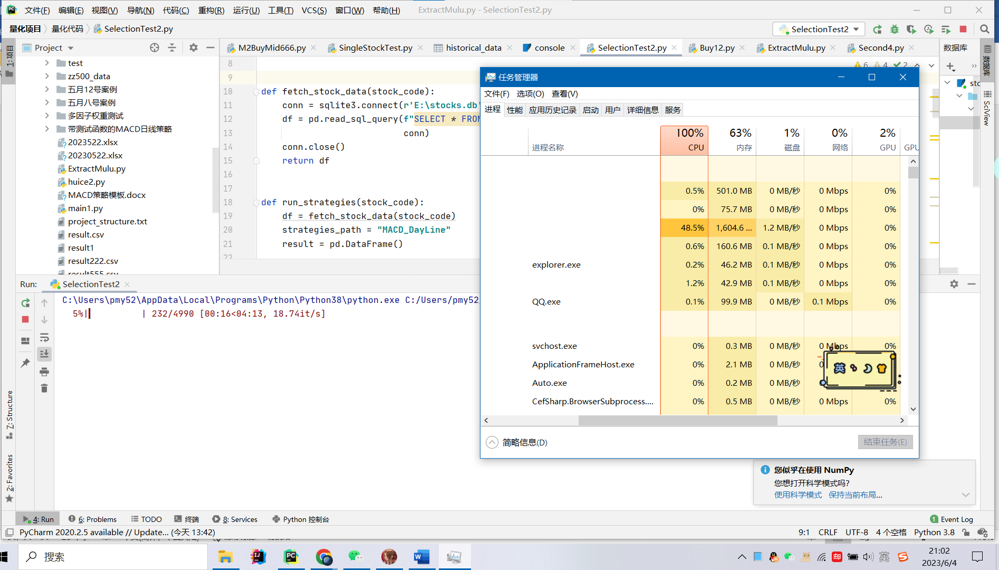 文件(F) 编辑(E) 视图(V) 导航(N) 代码(C) 重构(R) 运行(U) 工具(T) VCS(S) 窗口(W) 帮助(H) ExtractMulu.py - SelectionTest2.py
量化项目 量化代码 SelectionTest2.py
SelectionTest2
1: 项目
Project
M2BuyMid666.py SingleStockTest.py historical_data console SelectionTest2.py Buy12.py ExtractMulu.py Second4.py
数据库
数据库
SciView
test
zz500_data
五月12号案例
五月八号案例
多因子权重测试
带测试函数的MACD日线策略
2023522.xlsx
20230522.xlsx
ExtractMulu.py
huice2.py
MACD策略模板.docx
main1.py
project_structure.txt
result.csv
result1
result222.csv
result555.csv
6 4 2
8
9
10 def fetch_stock_data(stock_code):
11 conn = sqlite3.connect(r'E:\stocks.db'
12 df = pd.read_sql_query(f"SELECT * FROM
13 conn)
14 conn.close()
15 return df
16
17
18 def run_strategies(stock_code):
19 df = fetch_stock_data(stock_code)
20 strategies_path = "MACD_DayLine"
21 result = pd.DataFrame()
22
任务管理器
文件(F) 选项(O) 查看(V)
进程 性能 应用历史记录 启动 用户 详细信息 服务
100% 63% 1% 0% 2%
进程名称 CPU 内存 磁盘 网络 GPU GPU
0.5% 501.0 MB 0 MB/秒 0 Mbps 0%
0% 75.7 MB 0 MB/秒 0 Mbps 0%
48.5% 1,604.6 ... 1.2 MB/秒 0 Mbps 0%
0.6% 160.6 MB 0.1 MB/秒 0 Mbps 0%
explorer.exe 0.2% 46.2 MB 0.1 MB/秒 0 Mbps 0%
1.2% 42.9 MB 0.1 MB/秒 0 Mbps 0%
QQ.exe 0.1% 99.9 MB 0 MB/秒 0.1 Mbps 0%
svchost.exe 0% 0.3 MB 0 MB/秒 0 Mbps 0%
ApplicationFrameHost.exe 0% 2.1 MB 0 MB/秒 0
Auto.exe 0% 0.2 MB 0 MB/秒
CefSharp.BrowserSubprocess.... 0% 0.5 MB 0 MB/秒 0 Mbps 0%
英
简略信息(D)
结束任务(E)
Run: SelectionTest2
C:\Users\pmy52\AppData\Local\Programs\Python\Python38\python.exe C:/Users/pmy52
5%| | 232/4990 [00:16<04:13, 18.74it/s]
7: Structure
2: Favorites
您似乎在使用 NumPy
您想打开科学模式吗?
使用科学模式 保持当前布局...
4: Run 6: Problems TODO 终端 8: Services Python 控制台 1 Event Log
PyCharm 2020.2.5 available // Update... (今天 13:42) 9:1 CRLF UTF-8 4 个空格 Python 3.8
搜索
英
21:02
2023/6/4